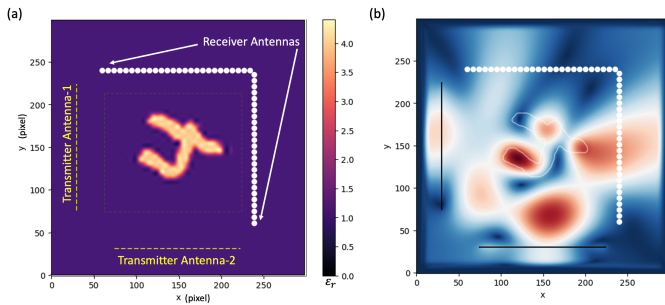 (a)
(b)
Receiver Antennas
Transmitter Antenna-1
Transmitter Antenna-2
y (pixel)
x (pixel)
250
200
150
100
50
0
0 50 100 150 200 250
4.0
3.5
3.0
2.5
2.0
1.5
1.0
0.5
0.0
εr
y
250
200
150
100
50
0
0 50 100 150 200 250
x